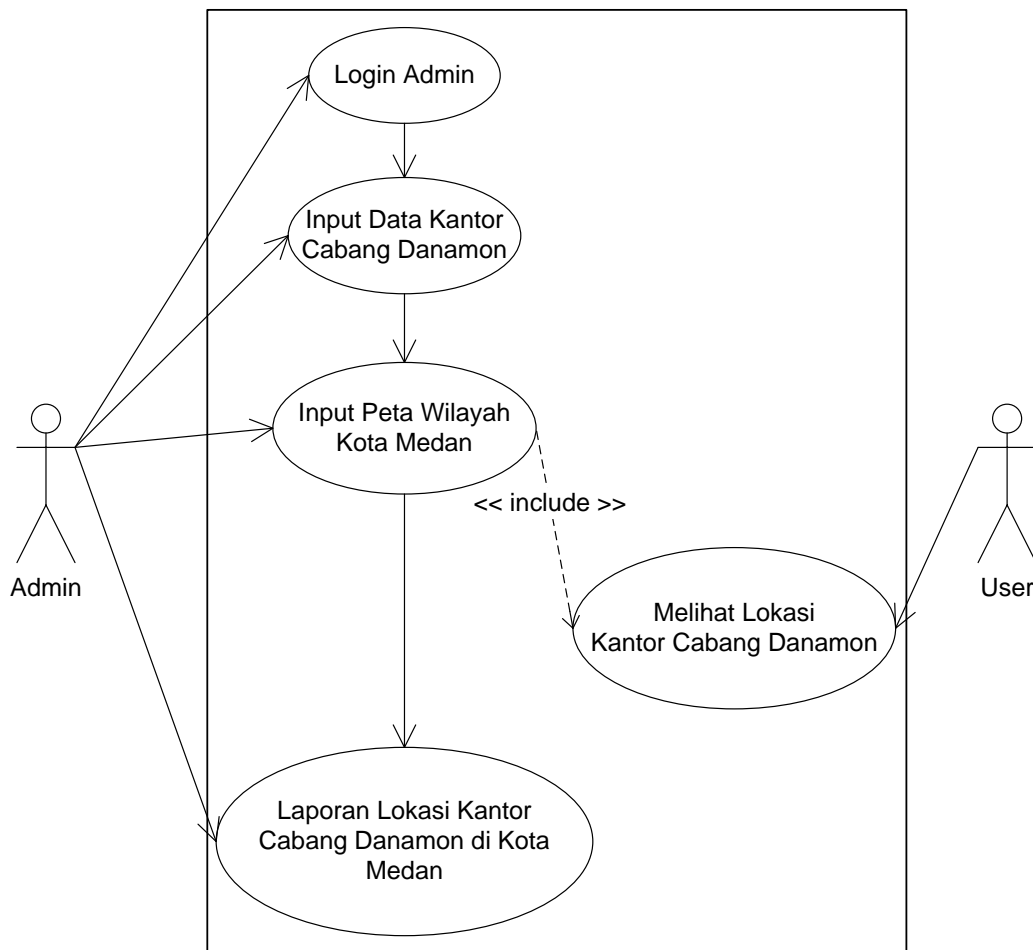 Login Admin
Input Data Kantor
Cabang Danamon
Input Peta Wilayah
Kota Medan
<< include >>
Admin
User
Melihat Lokasi
Kantor Cabang Danamon
Laporan Lokasi Kantor
Cabang Danamon di Kota
Medan